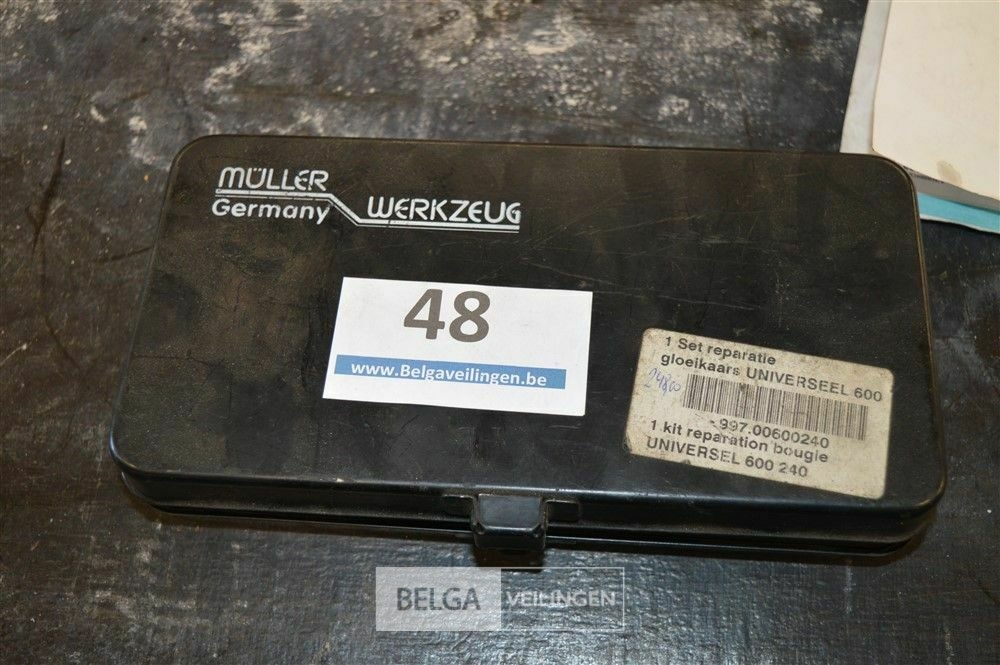 MÜLLER
Germany WERKZEUG
48
www.Belgaveilingen.be
1 Set reparatie
gloeikaars UNIVERSEEL 600
997.00600240
1 kit reparation bougie
UNIVERSEL 600 240
BELGA VEILINGEN